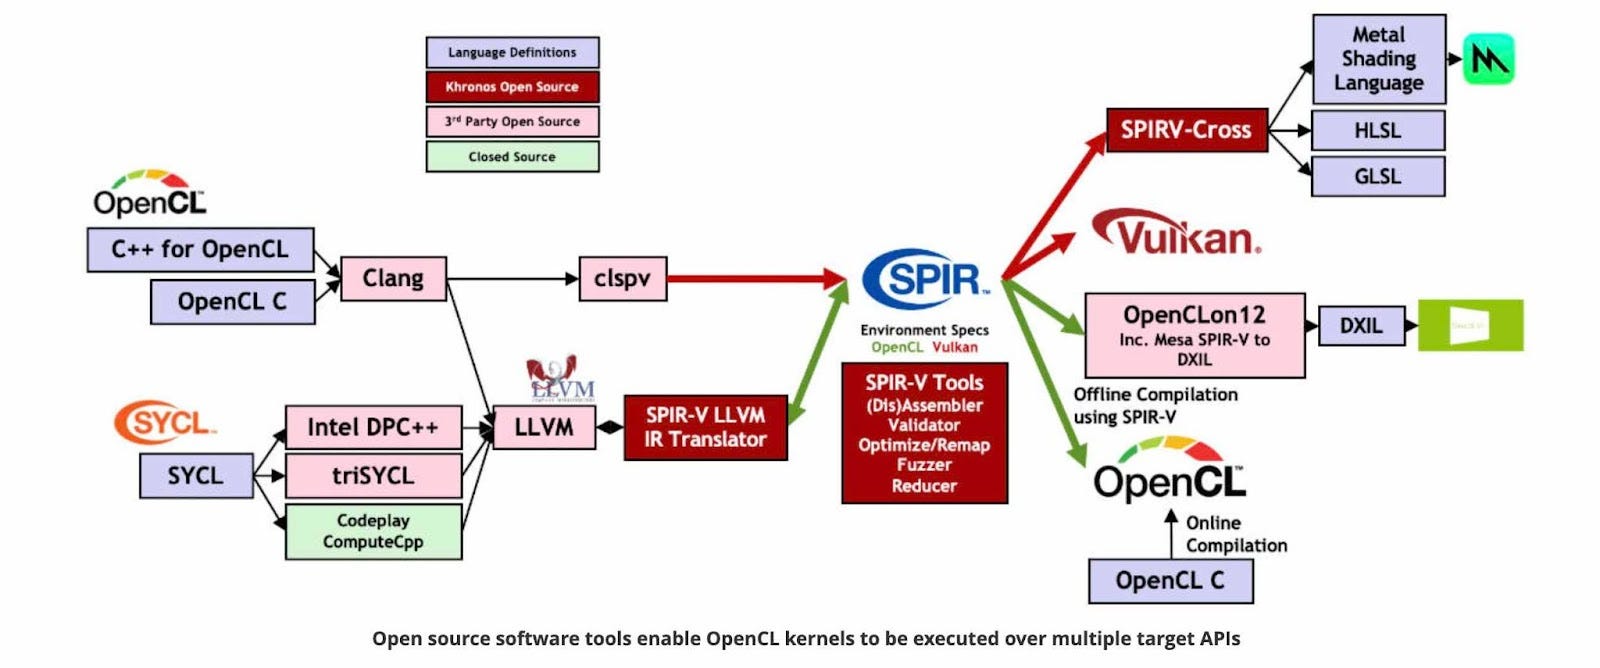 Language Definitions
Khronos Open Source
3rd Party Open Source
Closed Source
OpenCL™
C++ for OpenCL
OpenCL C
Clang
clspv
SYCL™
SYCL
Intel DPC++
triSYCL
Codeplay
ComputeCpp
LLVM
LLVM
SPIR-V LLVM
IR Translator
SPIR™
Environment Specs
OpenCL Vulkan
SPIR-V Tools
(Dis)Assembler
Validator
Optimize/Remap
Fuzzer
Reducer
SPIRV-Cross
Metal
Shading
Language
HLSL
GLSL
Vulkan®
OpenCLon12
Inc. Mesa SPIR-V to
DXIL
DXIL
Offline Compilation
using SPIR-V
OpenCL™
Online
Compilation
OpenCL C
Open source software tools enable OpenCL kernels to be executed over multiple target APIs